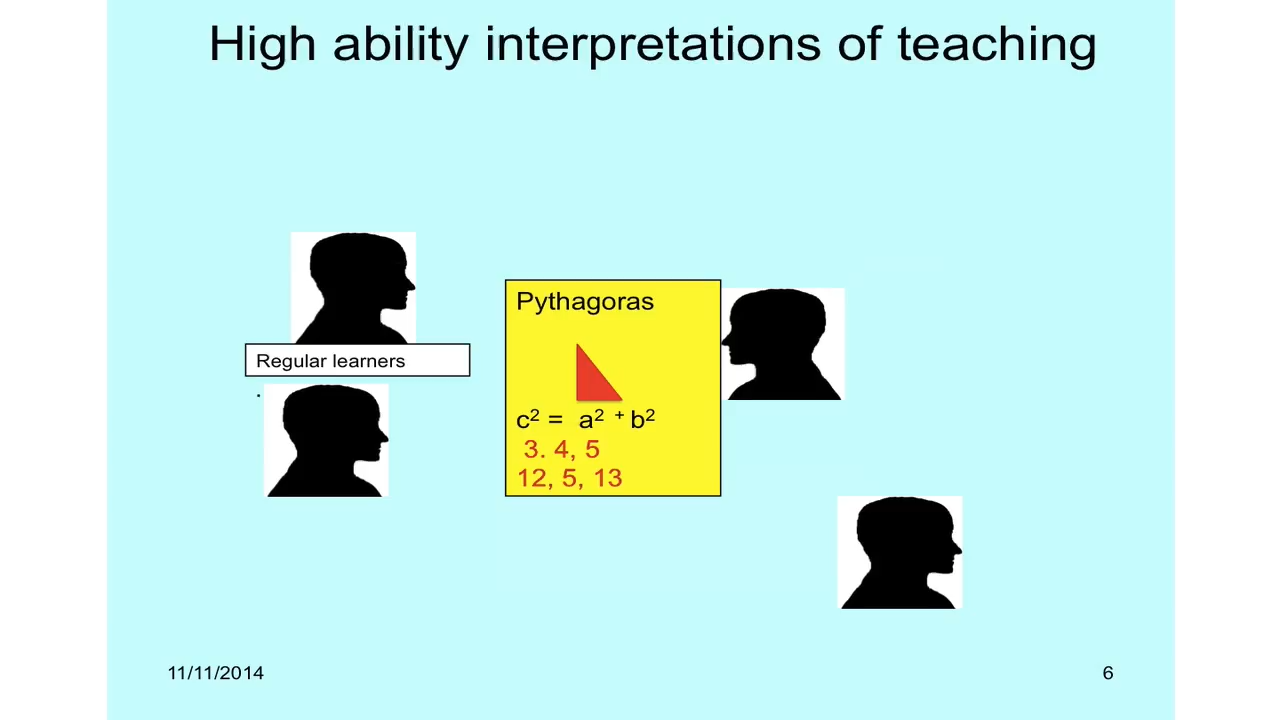 High ability interpretations of teaching
Regular learners
.
Pythagoras
c² = a² + b²
3. 4, 5
12, 5, 13
11/11/2014
6